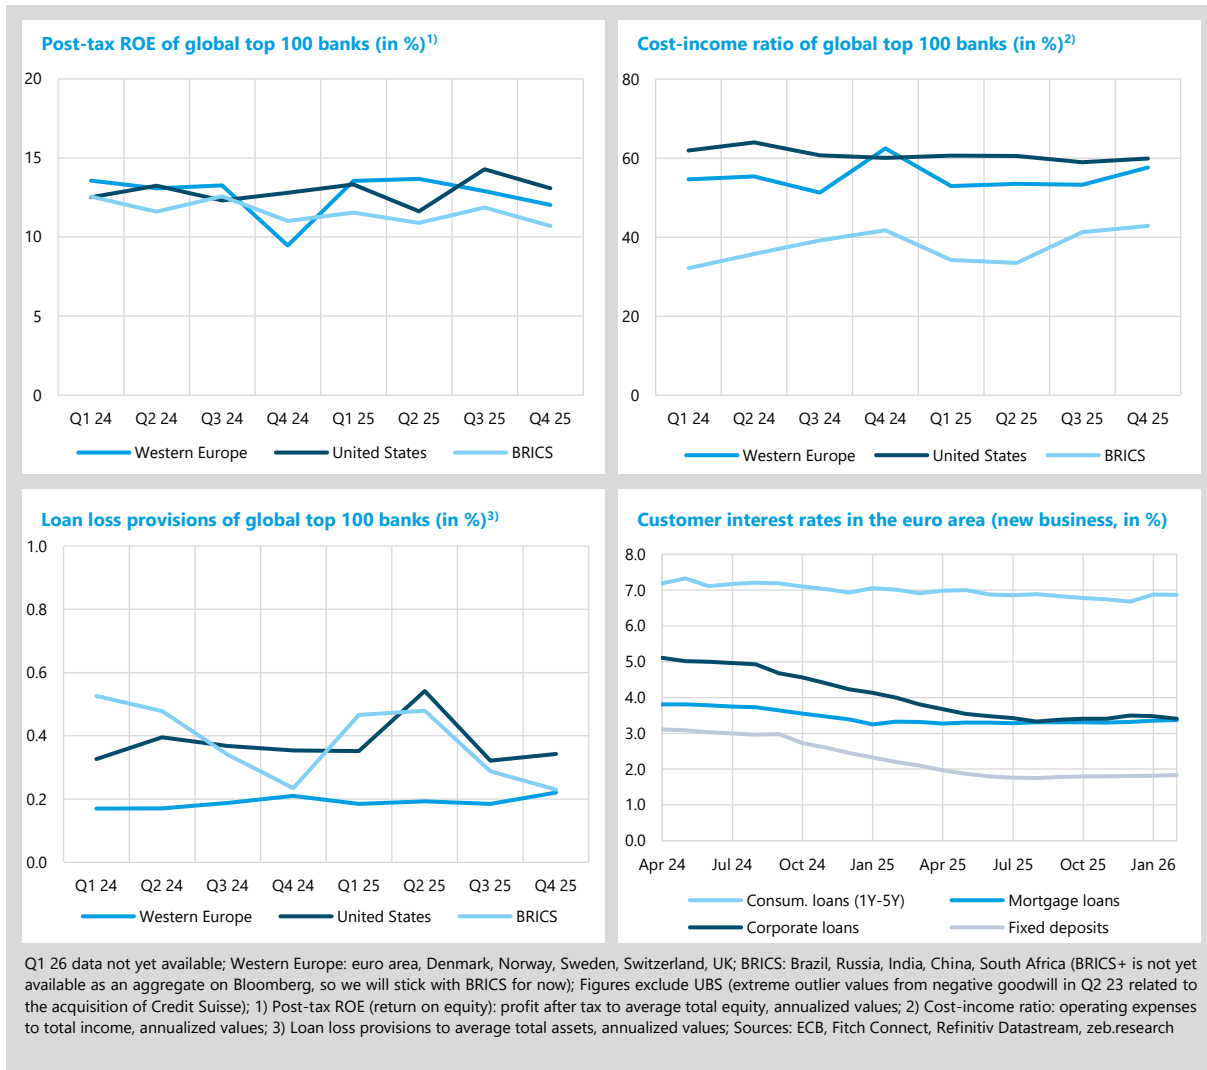 Post-tax ROE of global top 100 banks (in %)1)
20
15
10
5
0
Q1 24 Q2 24 Q3 24 Q4 24 Q1 25 Q2 25 Q3 25 Q4 25
Western Europe United States BRICS
Cost-income ratio of global top 100 banks (in %)2)
80
60
40
20
0
Q1 24 Q2 24 Q3 24 Q4 24 Q1 25 Q2 25 Q3 25 Q4 25
Western Europe United States BRICS
Loan loss provisions of global top 100 banks (in %)3)
1.0
0.8
0.6
0.4
0.2
0.0
Q1 24 Q2 24 Q3 24 Q4 24 Q1 25 Q2 25 Q3 25 Q4 25
Western Europe United States BRICS
Customer interest rates in the euro area (new business, in %)
8.0
7.0
6.0
5.0
4.0
3.0
2.0
1.0
0.0
Apr 24 Jul 24 Oct 24 Jan 25 Apr 25 Jul 25 Oct 25 Jan 26
Consum. loans (1Y-5Y) Mortgage loans
Corporate loans Fixed deposits
Q1 26 data not yet available; Western Europe: euro area, Denmark, Norway, Sweden, Switzerland, UK; BRICS: Brazil, Russia, India, China, South Africa (BRICS+ is not yet
available as an aggregate on Bloomberg, so we will stick with BRICS for now); Figures exclude UBS (extreme outlier values from negative goodwill in Q2 23 related to
the acquisition of Credit Suisse); 1) Post-tax ROE (return on equity): profit after tax to average total equity, annualized values; 2) Cost-income ratio: operating expenses
to total income, annualized values; 3) Loan loss provisions to average total assets, annualized values; Sources: ECB, Fitch Connect, Refinitiv Datastream, zeb.research